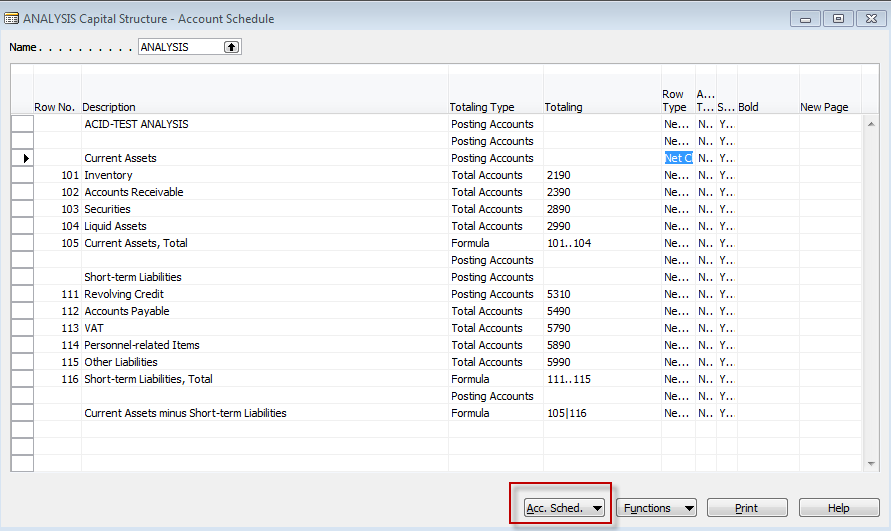 ANALYSIS Capital Structure - Account Schedule
Name . . . . . . . . . . ANALYSIS
Row No. Description Totaling Type Totaling Row Type A... T... S... Bold New Page
ACID-TEST ANALYSIS Posting Accounts Ne... N.. Y...
Posting Accounts Ne... N.. Y...
Current Assets Posting Accounts Net C N.. Y...
101 Inventory Total Accounts 2190 Ne... N.. Y...
102 Accounts Receivable Total Accounts 2390 Ne... N.. Y...
103 Securities Total Accounts 2890 Ne... N.. Y...
104 Liquid Assets Total Accounts 2990 Ne... N.. Y...
105 Current Assets, Total Formula 101..104 Ne... N.. Y...
Posting Accounts Ne... N.. Y...
Short-term Liabilities Posting Accounts Ne... N.. Y...
111 Revolving Credit Posting Accounts 5310 Ne... N.. Y...
112 Accounts Payable Total Accounts 5490 Ne... N.. Y...
113 VAT Total Accounts 5790 Ne... N.. Y...
114 Personnel-related Items Total Accounts 5890 Ne... N.. Y...
115 Other Liabilities Total Accounts 5990 Ne... N.. Y...
116 Short-term Liabilities, Total Formula 111..115 Ne... N.. Y...
Posting Accounts Ne... N.. Y...
Current Assets minus Short-term Liabilities Formula 105|116 Ne... N.. Y...
Acc. Sched. Functions Print Help